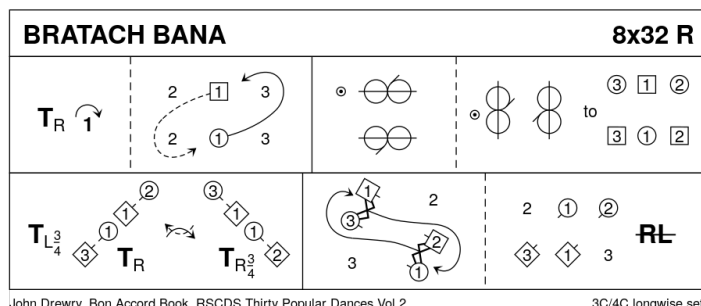 BRATACH BANA 8x32 R
2 1 3 3 1 2
T R 1 to
2 1 3 3 1 2
2 3 1
1 1 2 2 1 2
T L 3/4 1 1 3 RL
3 T R T R 3/4 2 3 2 3 1 3
1
John Drewry, Bon Accord Book, RSCDS Thirty Popular Dances Vol 2 3C/4C longwise set